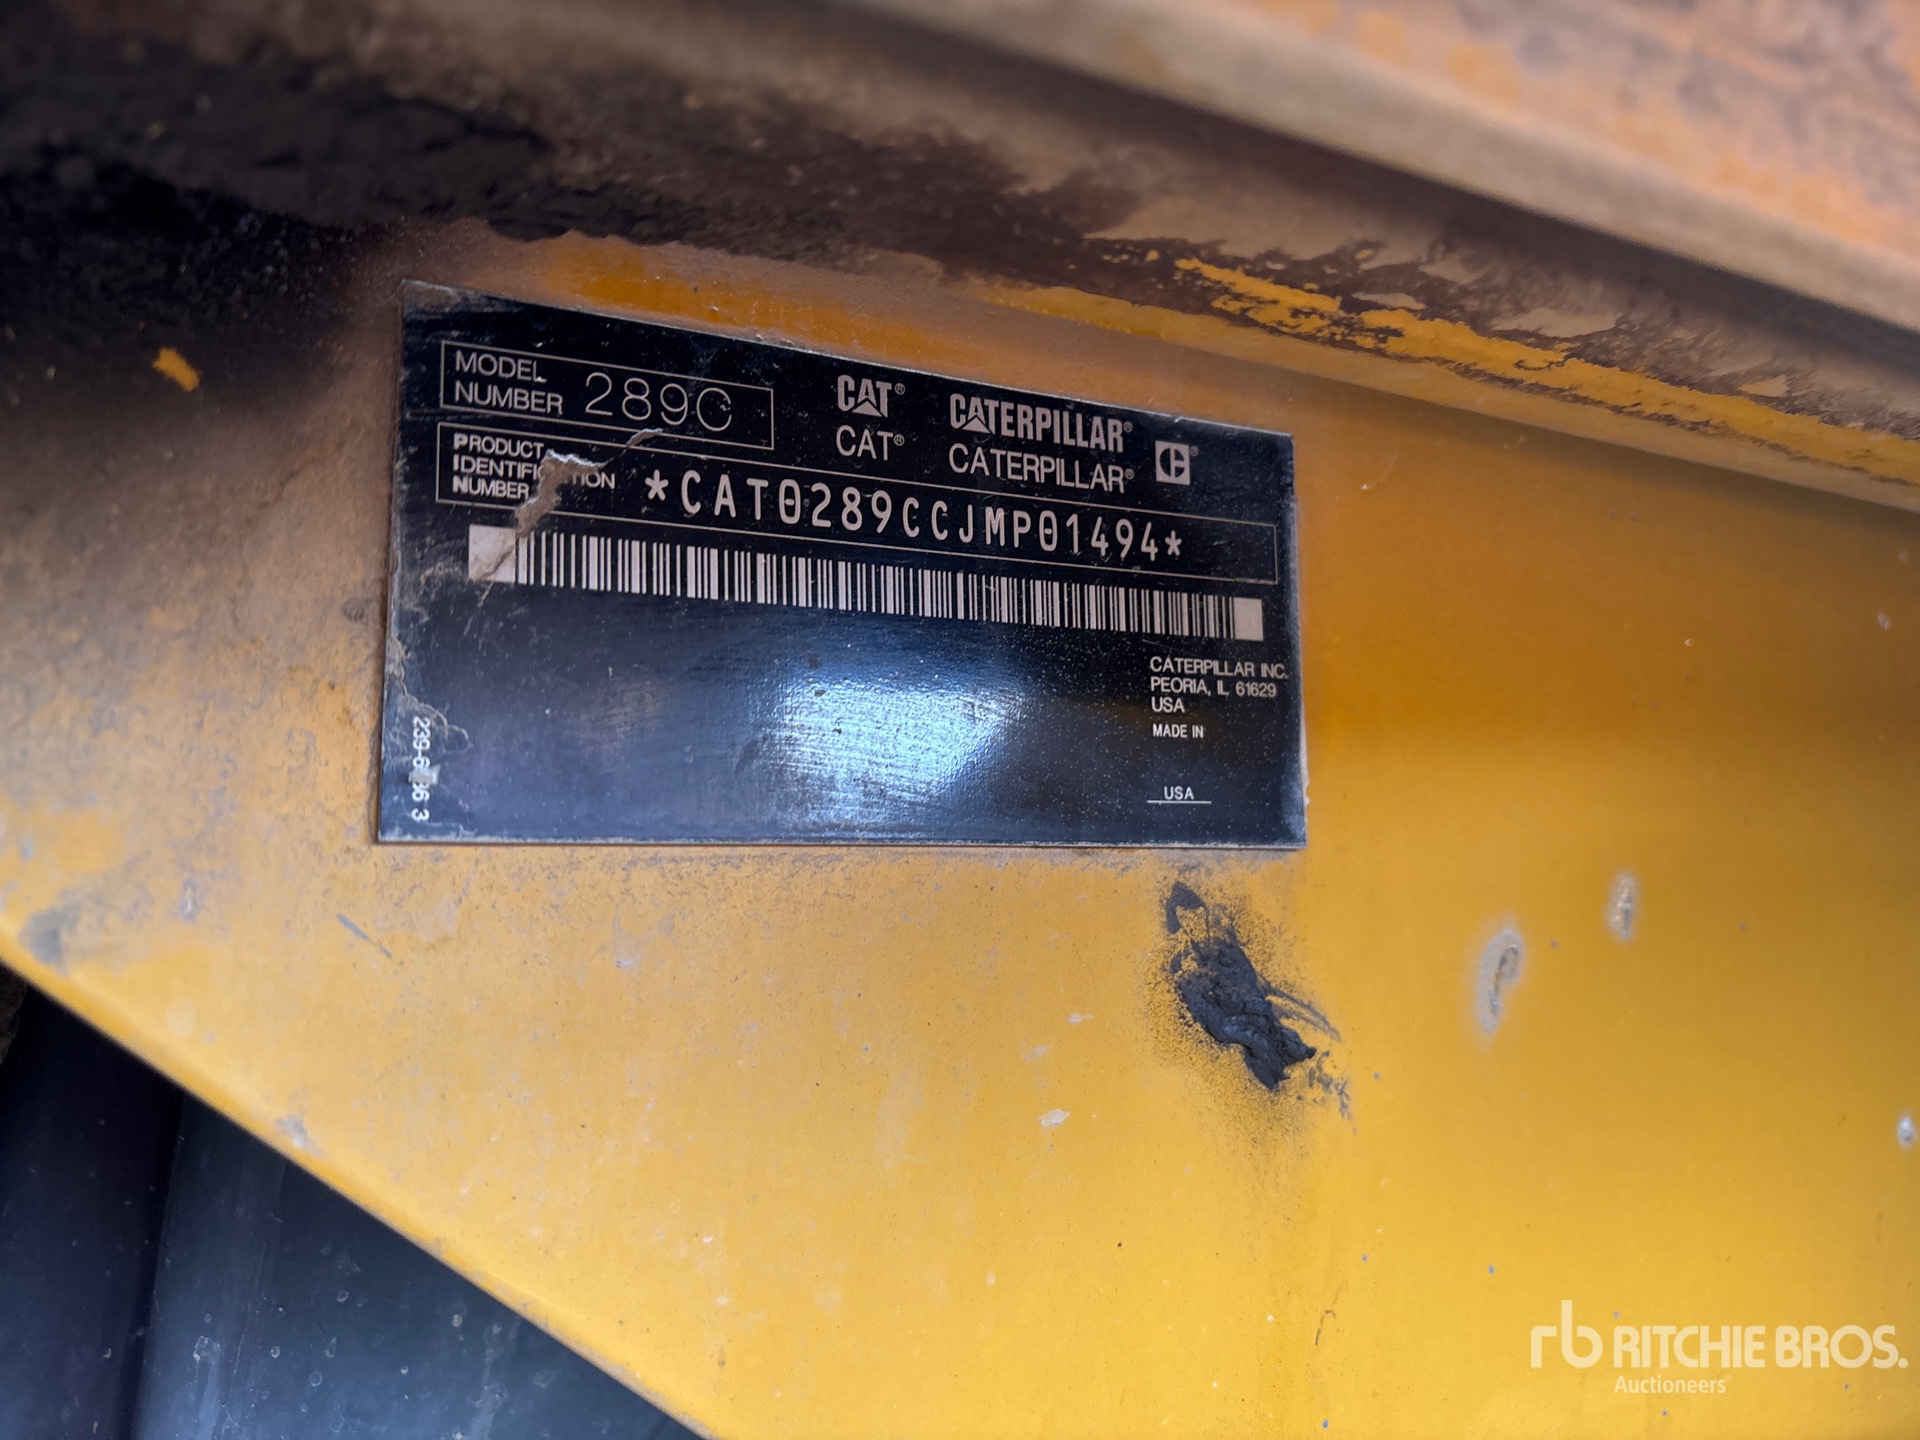 MODEL
NUMBER 289C
CAT® CATERPILLAR®
CAT® CATERPILLAR®
PRODUCT
IDENTIFICATION
NUMBER
*CAT0289CCJMP01494*
CATERPILLAR INC.
PEORIA, IL 61629
USA
MADE IN
USA
rb RITCHIE BROS.
Auctioneers